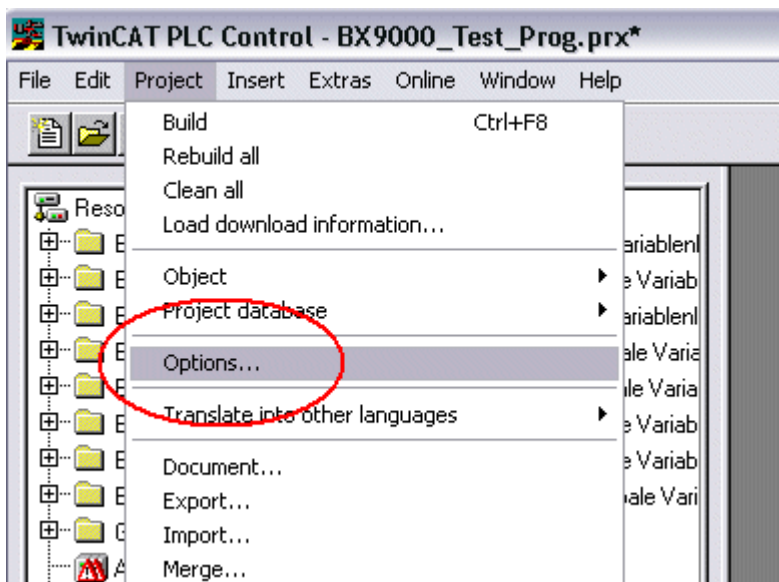 TwinCAT PLC Control - BX9000_Test_Prog.prx*
File Edit Project Insert Extras Online Window Help
Build Ctrl+F8
Rebuild all
Clean all
Load download information...
Object
Project database
Options...
Translate into other languages
Document...
Export...
Import...
Merge...